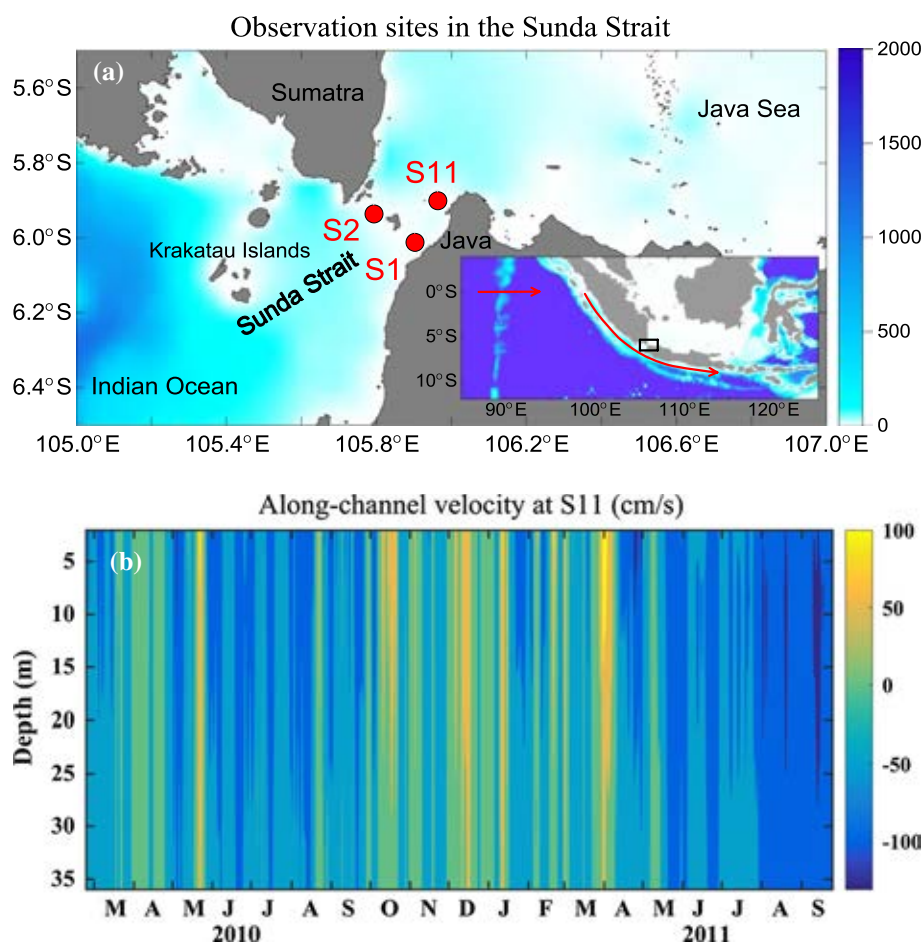 Observation sites in the Sunda Strait
(a)
5.6°S
5.8°S
6.0°S
6.2°S
6.4°S
Sumatra
Java Sea
S11
S2
S1
Java
Krakatau Islands
Sunda Strait
Indian Ocean
0°S
5°S
10°S
90°E 100°E 110°E 120°E
105.0°E 105.4°E 105.8°E 106.2°E 106.6°E 107.0°E
2000
1500
1000
500
0
Along-channel velocity at S11 (cm/s)
(b)
Depth (m)
5
10
15
20
25
30
35
M A M J J A S O N D J F M A M J J A S
2010 2011
100
50
0
-50
-100